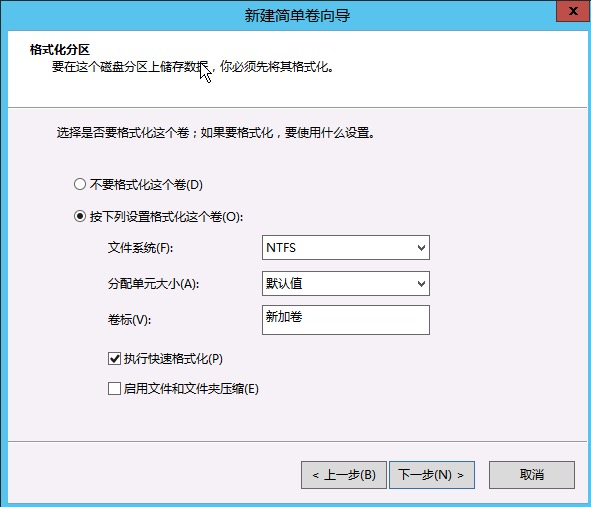 新建简单卷向导
x
格式化分区
要在这个磁盘分区上储存数据，你必须先将其格式化。
选择是否要格式化这个卷；如果要格式化，要使用什么设置。
不要格式化这个卷(D)
按下列设置格式化这个卷(O):
文件系统(F): NTFS
分配单元大小(A): 默认值
卷标(V): 新加卷
执行快速格式化(P)
启用文件和文件夹压缩(E)
< 上一步(B) 下一步(N) > 取消